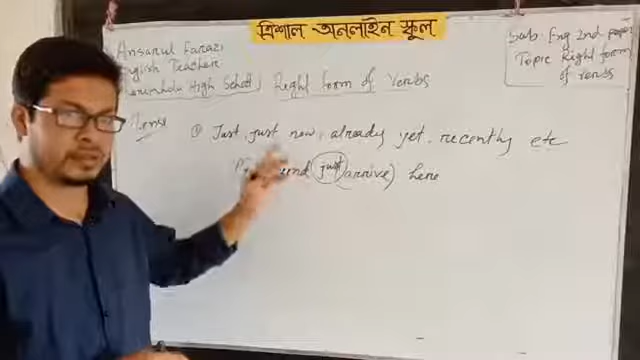 ত্রিশাল অনলাইন স্কুল
Ansarul Farazi
English Teacher
High School
Sub: Eng 2nd paper
Topic Right form
of verbs
Right form of Verbs
Tense
① Just, just now, already yet, recently etc
just (arrive) here